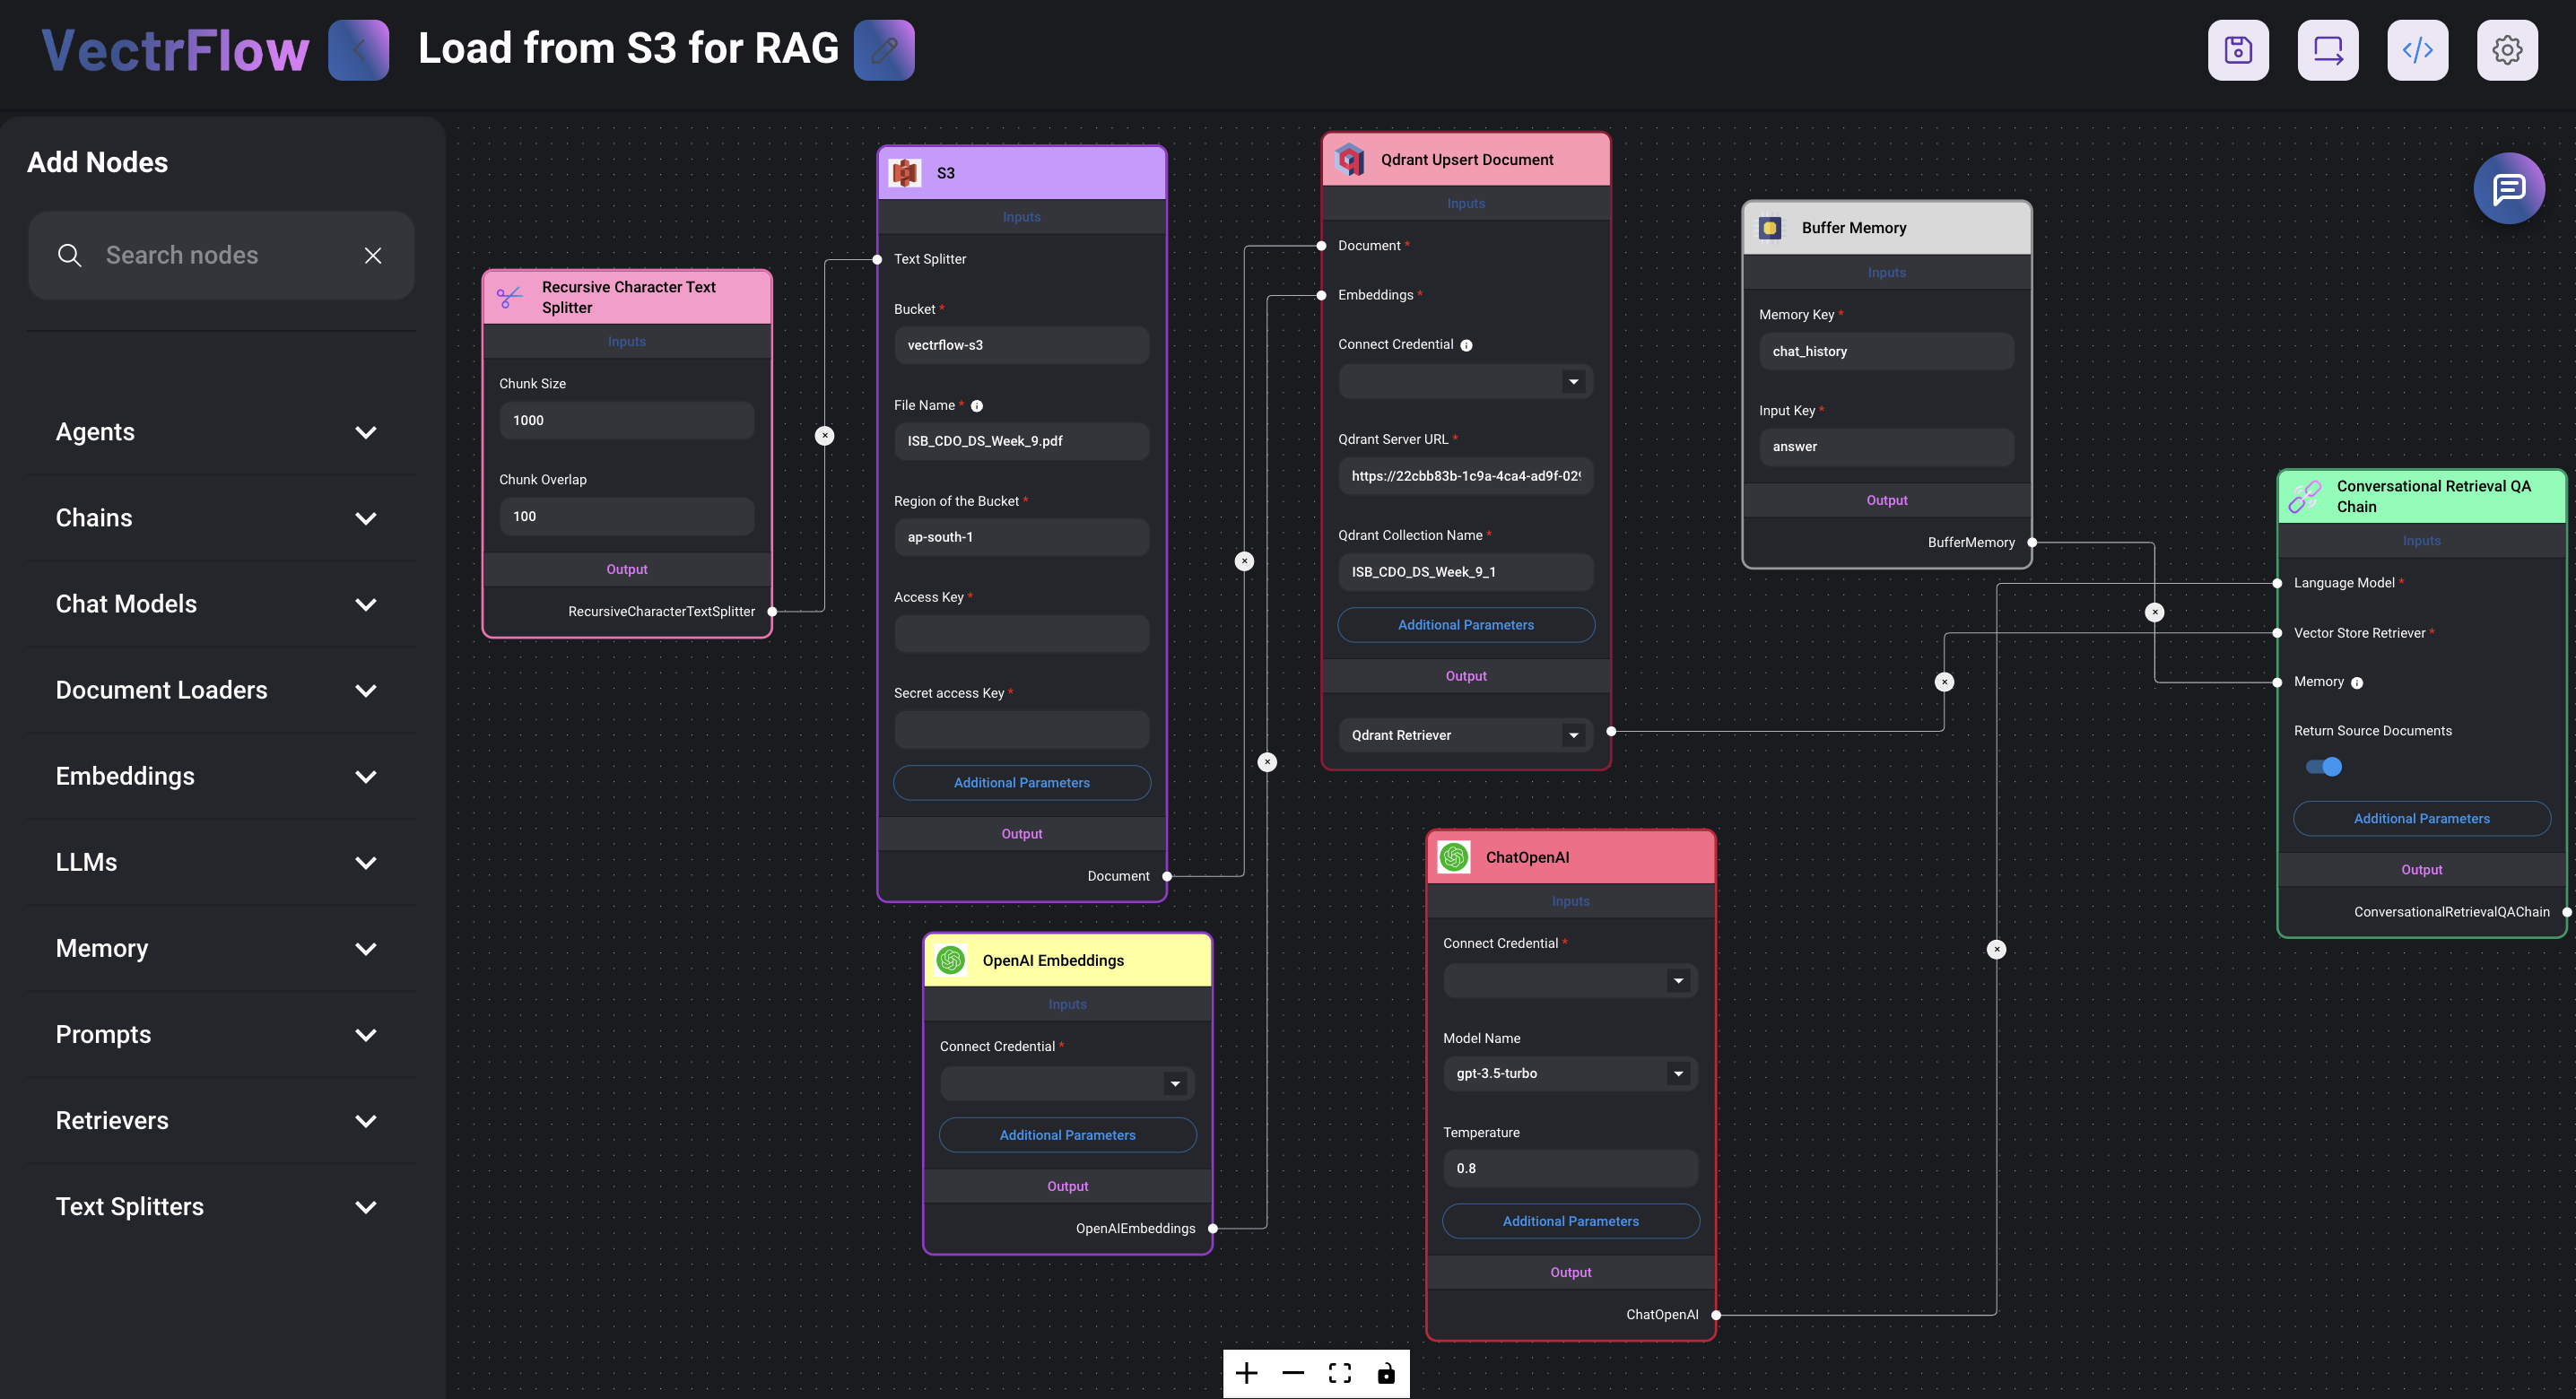 VectrFlow
Load from S3 for RAG
Add Nodes
Search nodes
Agents
Chains
Chat Models
Document Loaders
Embeddings
LLMs
Memory
Prompts
Retrievers
Text Splitters
Recursive Character Text
Splitter
Inputs
Chunk Size
1000
Chunk Overlap
100
Output
RecursiveCharacterTextSplitter
S3
Inputs
Text Splitter
Bucket *
vectrflow-s3
File Name *
ISB_CDO_DS_Week_9.pdf
Region of the Bucket *
ap-south-1
Access Key *
Secret access Key *
Additional Parameters
Output
Document
OpenAI Embeddings
Inputs
Connect Credential *
Additional Parameters
Output
OpenAIEmbeddings
Qdrant Upsert Document
Inputs
Document *
Embeddings *
Connect Credential
Qdrant Server URL *
https://22cbb83b-1c9a-4ca4-ad9f-02
Qdrant Collection Name *
ISB_CDO_DS_Week_9_1
Additional Parameters
Output
Qdrant Retriever
ChatOpenAI
Inputs
Connect Credential *
Model Name
gpt-3.5-turbo
Temperature
0.8
Additional Parameters
Output
ChatOpenAI
Buffer Memory
Inputs
Memory Key *
chat_history
Input Key *
answer
Output
BufferMemory
Conversational Retrieval QA
Chain
Inputs
Language Model *
Vector Store Retriever *
Memory
Return Source Documents
Additional Parameters
Output
ConversationalRetrievalQAChain